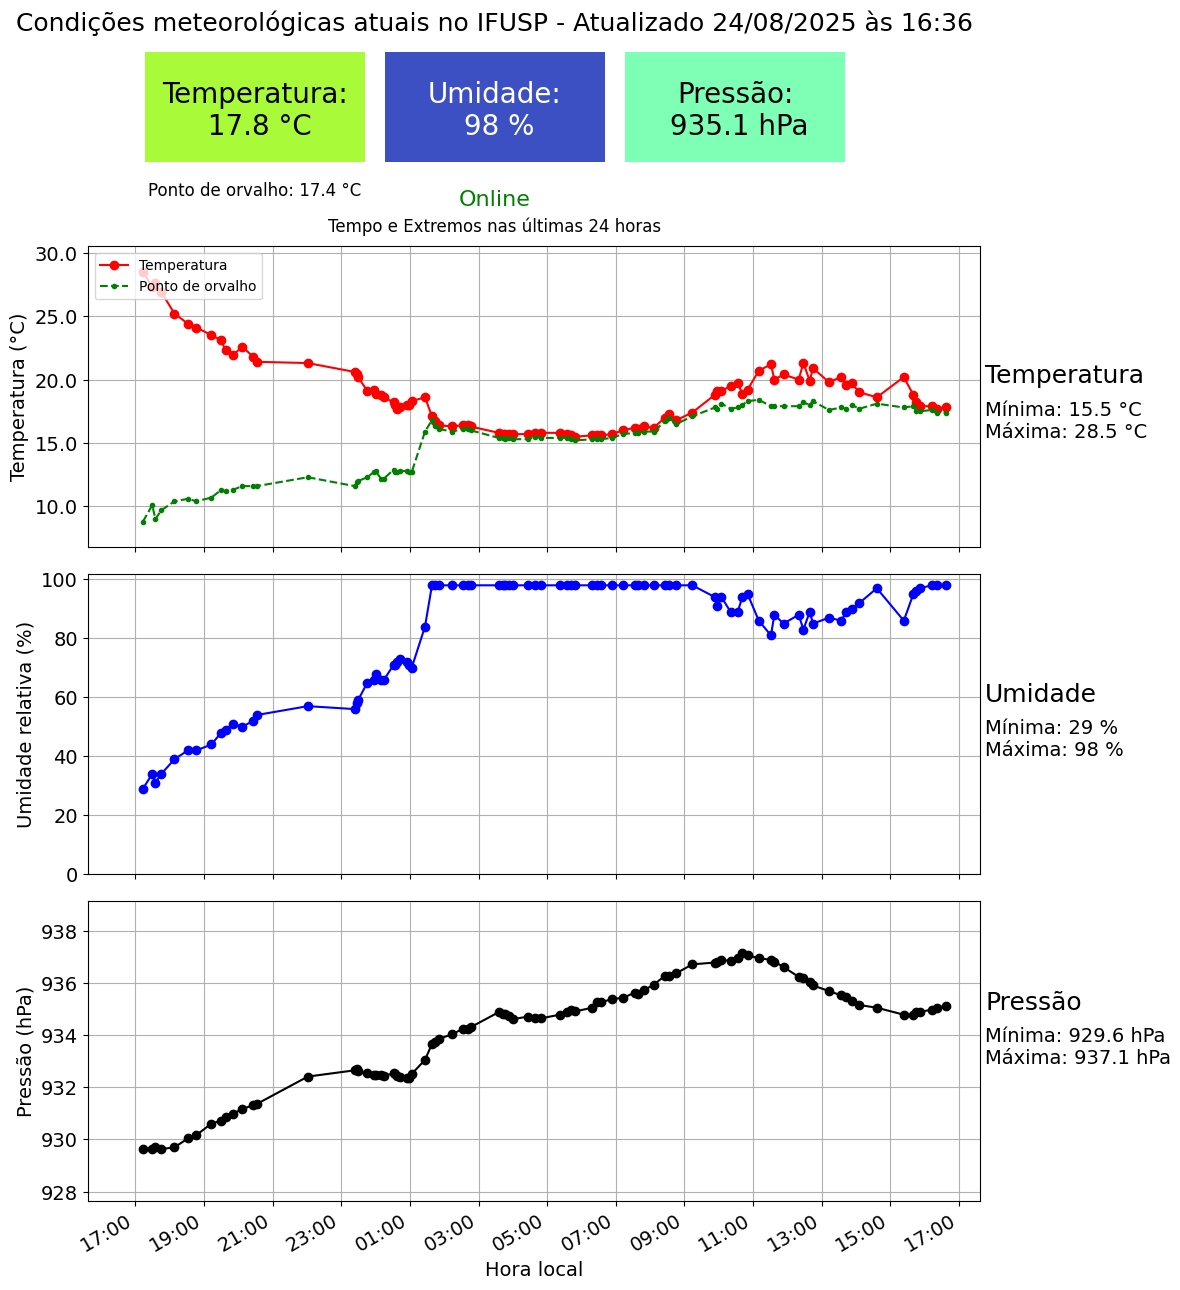 Condições meteorológicas atuais no IFUSP - Atualizado 24/08/2025 às 16:36
Temperatura:
17.8 °C
Umidade:
98 %
Pressão:
935.1 hPa
Ponto de orvalho: 17.4 °C
Online
Tempo e Extremos nas últimas 24 horas
Temperatura (°C)
30.0
25.0
20.0
15.0
10.0
Temperatura
Ponto de orvalho
Temperatura
Mínima: 15.5 °C
Máxima: 28.5 °C
Umidade relativa (%)
100
80
60
40
20
0
Umidade
Mínima: 29 %
Máxima: 98 %
Pressão (hPa)
938
936
934
932
930
928
Pressão
Mínima: 929.6 hPa
Máxima: 937.1 hPa
17:00 19:00 21:00 23:00 01:00 03:00 05:00 07:00 09:00 11:00 13:00 15:00 17:00
Hora local